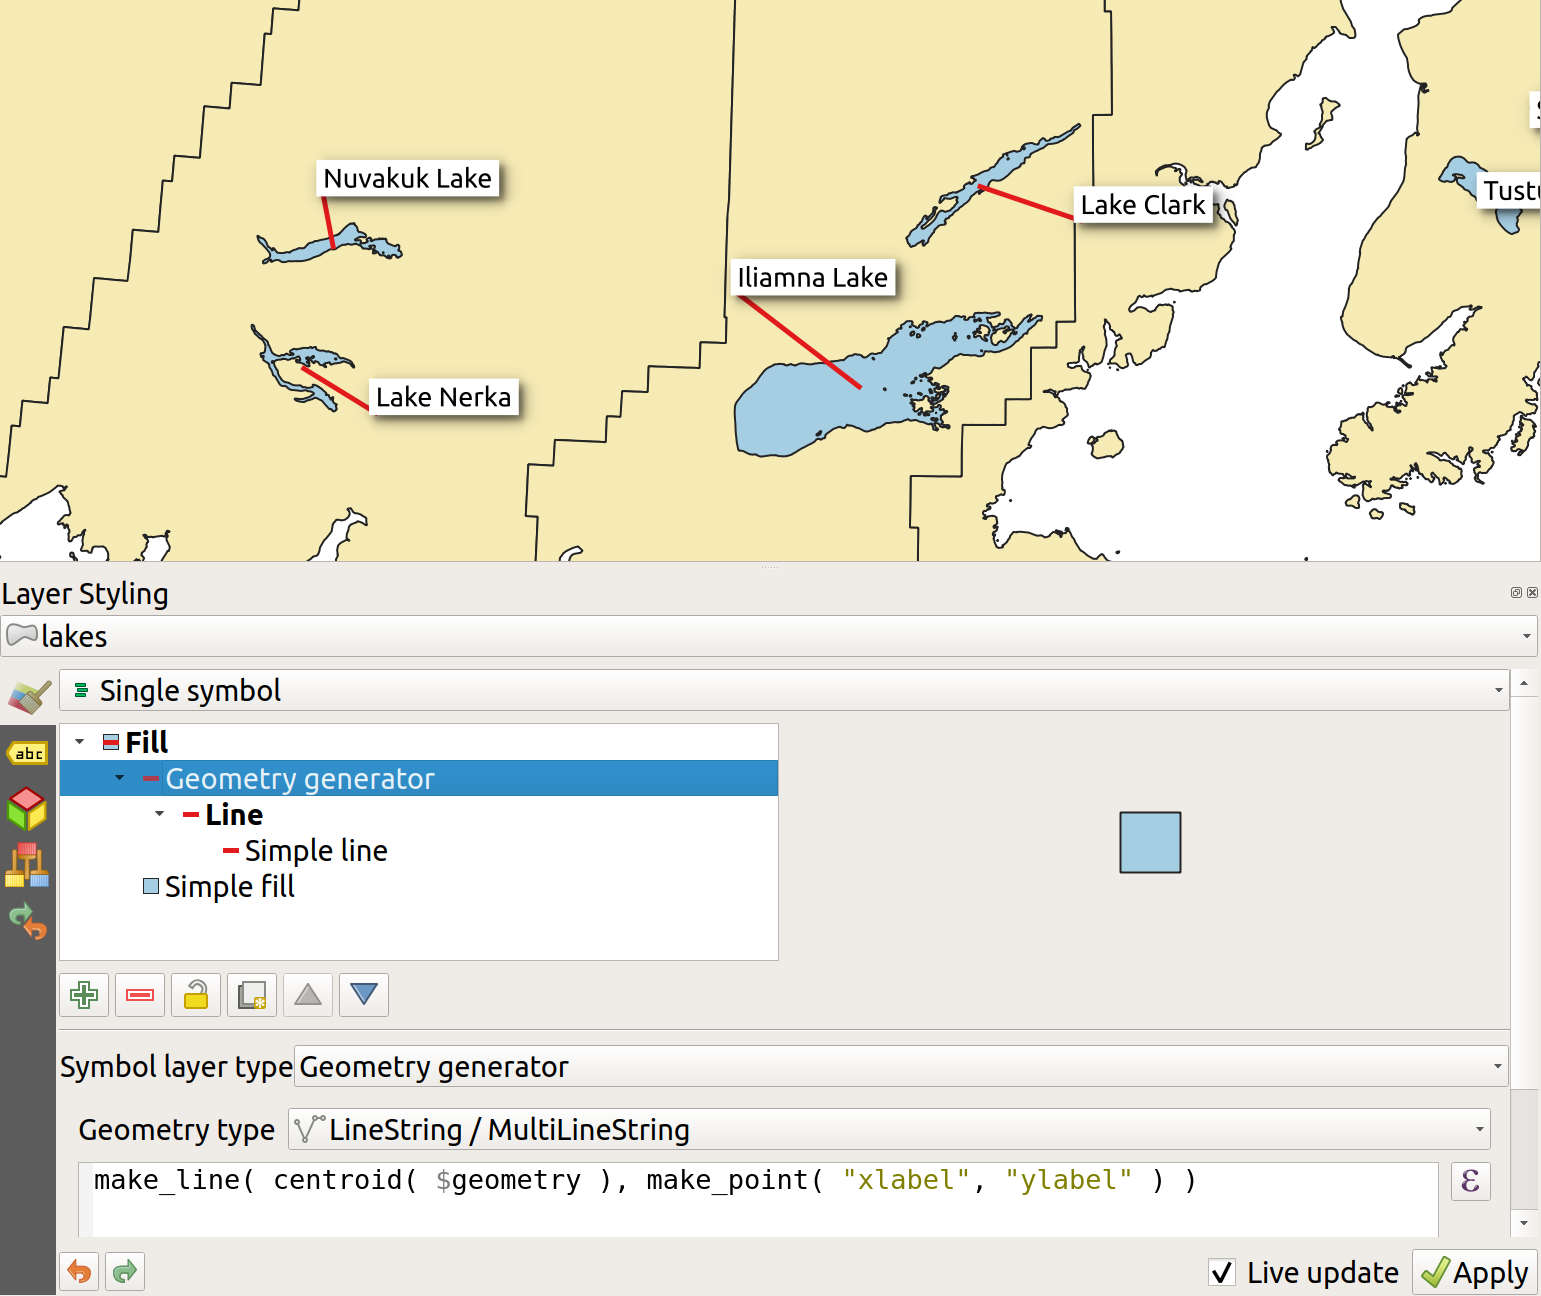 Nuvakuk Lake
Lake Clark
Tust
Iliamna Lake
Lake Nerka
Layer Styling
lakes
Single symbol
abc
Fill
Geometry generator
Line
Simple line
Simple fill
Symbol layer type Geometry generator
Geometry type LineString / MultiLineString
make_line( centroid( $geometry ), make_point( "xlabel", "ylabel" ) )
ε
Live update Apply